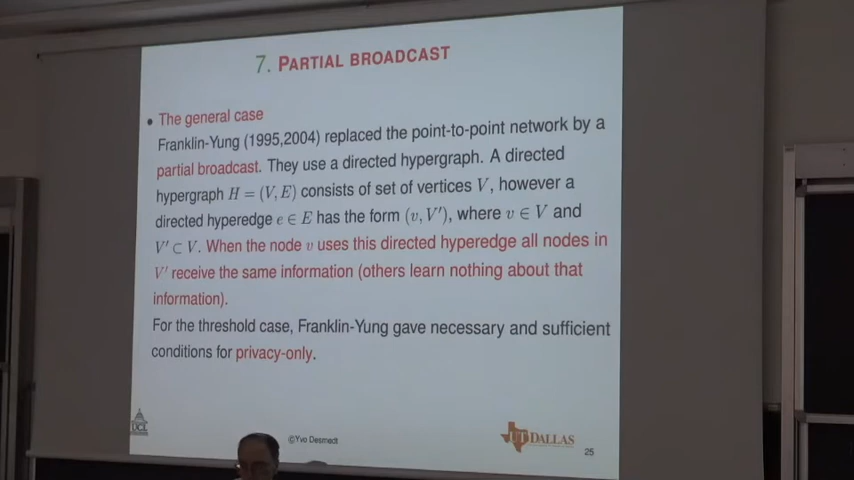 7. PARTIAL BROADCAST
• The general case
Franklin-Yung (1995,2004) replaced the point-to-point network by a
partial broadcast. They use a directed hypergraph. A directed
hypergraph H = (V, E) consists of set of vertices V, however a
directed hyperedge e ∈ E has the form (v, V′), where v ∈ V and
V′ ⊂ V. When the node v uses this directed hyperedge all nodes in
V′ receive the same information (others learn nothing about that
information).
For the threshold case, Franklin-Yung gave necessary and sufficient
conditions for privacy-only.
UCL
©Yvo Desmedt
UT DALLAS
25